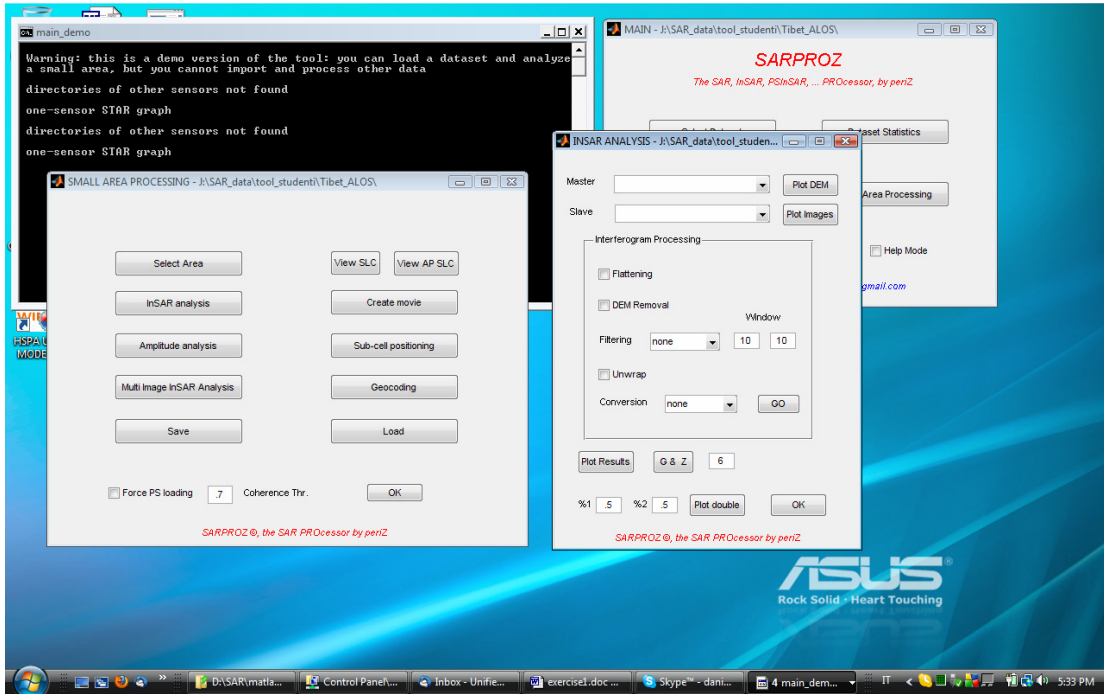 main_demo
Warning: this is a demo version of the tool: you can load a dataset and analyze
a small area, but you cannot import and process other data
directories of other sensors not found
one-sensor STAR graph
directories of other sensors not found
one-sensor STAR graph
MAIN - J:\SAR_data\tool_studenti\Tibet_ALOS\
SARPROZ
The SAR, InSAR, PSInSAR, ... PROcessor, by periZ
Dataset Statistics
Area Processing
Help Mode
gmail.com
SMALL AREA PROCESSING - J:\SAR_data\tool_studenti\Tibet_ALOS\
Select Area
View SLC
View AP SLC
InSAR analysis
Create movie
Amplitude analysis
Sub-cell positioning
Multi Image InSAR Analysis
Geocoding
Save
Load
Force PS loading
.7
Coherence Thr.
OK
SARPROZ ©, the SAR PROcessor by periZ
INSAR ANALYSIS - J:\SAR_data\tool_studen...
Master
Plot DEM
Slave
Plot Images
Interferogram Processing
Flattening
DEM Removal
Window
Filtering
none
10
10
Unwrap
Conversion
none
GO
Plot Results
G & Z
6
%1
.5
%2
.5
Plot double
OK
SARPROZ ©, the SAR PROcessor by periZ
HSPA
MODE
ASUS
Rock Solid · Heart Touching
D:\SAR\matla...
Control Panel\...
Inbox - Unifie...
exercise1.doc ...
Skype™ - dani...
4 main_dem...
IT
5:33 PM